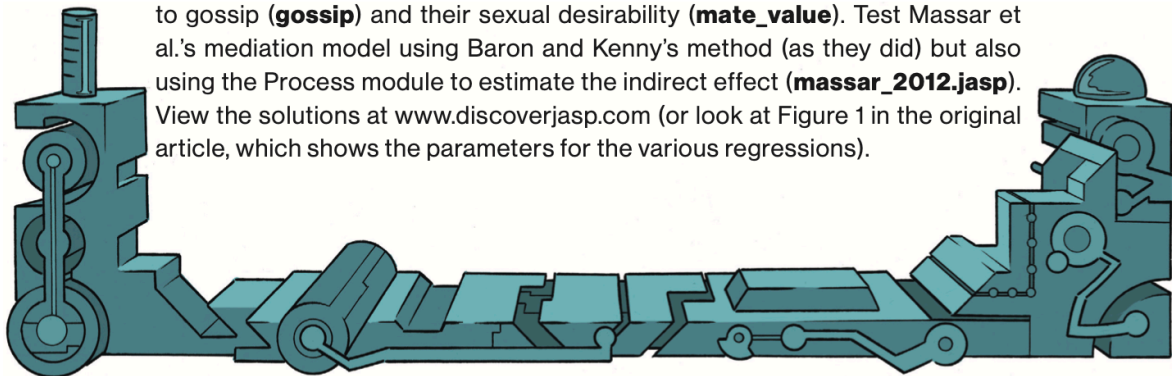 to gossip (gossip) and their sexual desirability (mate_value). Test Massar et
al.’s mediation model using Baron and Kenny’s method (as they did) but also
using the Process module to estimate the indirect effect (massar_2012.jasp).
View the solutions at www.discoverjasp.com (or look at Figure 1 in the original
article, which shows the parameters for the various regressions).